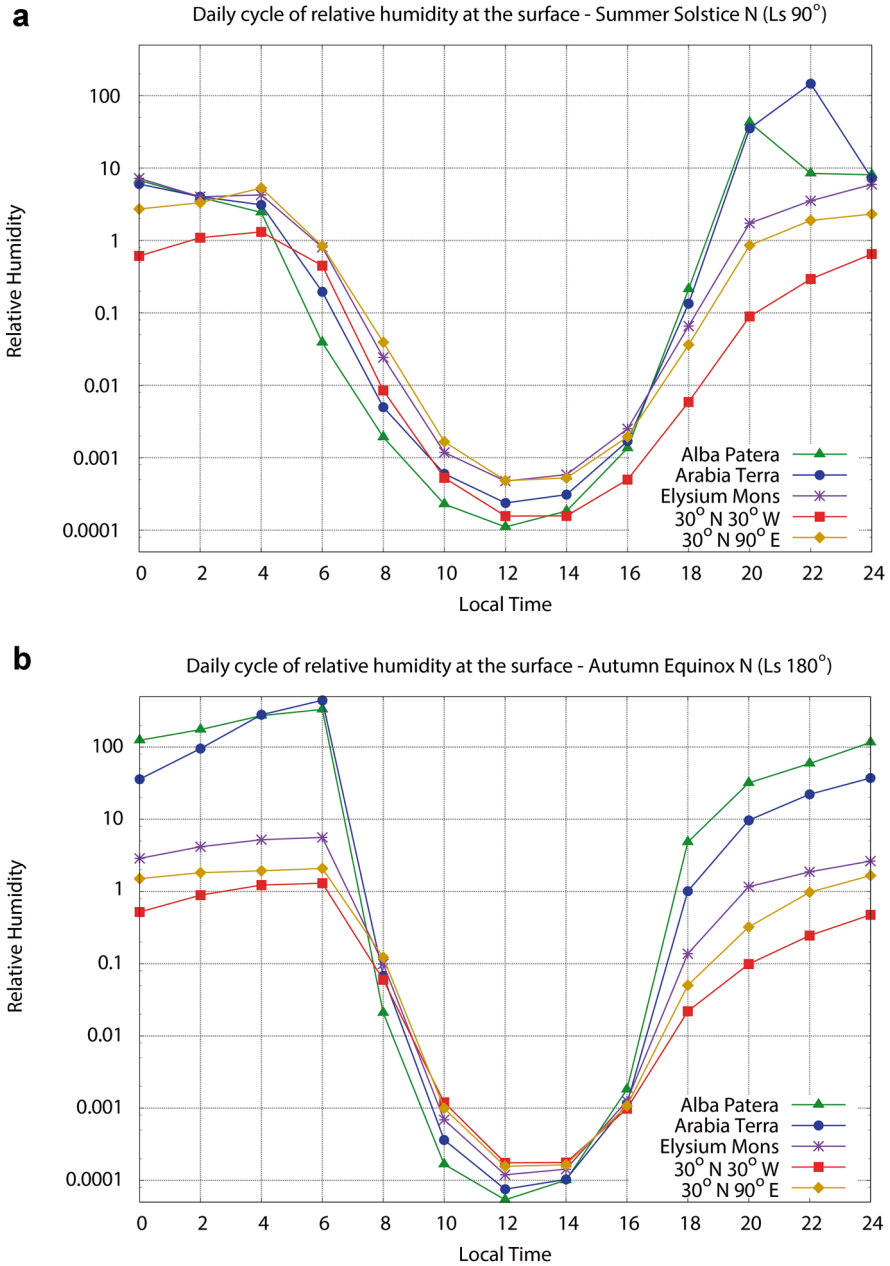 a
Daily cycle of relative humidity at the surface - Summer Solstice N (Ls 90°)
Relative Humidity
100
10
1
0.1
0.01
0.001
0.0001
Alba Patera
Arabia Terra
Elysium Mons
30° N 30° W
30° N 90° E
0 2 4 6 8 10 12 14 16 18 20 22 24
Local Time
b
Daily cycle of relative humidity at the surface - Autumn Equinox N (Ls 180°)
Relative Humidity
100
10
1
0.1
0.01
0.001
0.0001
Alba Patera
Arabia Terra
Elysium Mons
30° N 30° W
30° N 90° E
0 2 4 6 8 10 12 14 16 18 20 22 24
Local Time